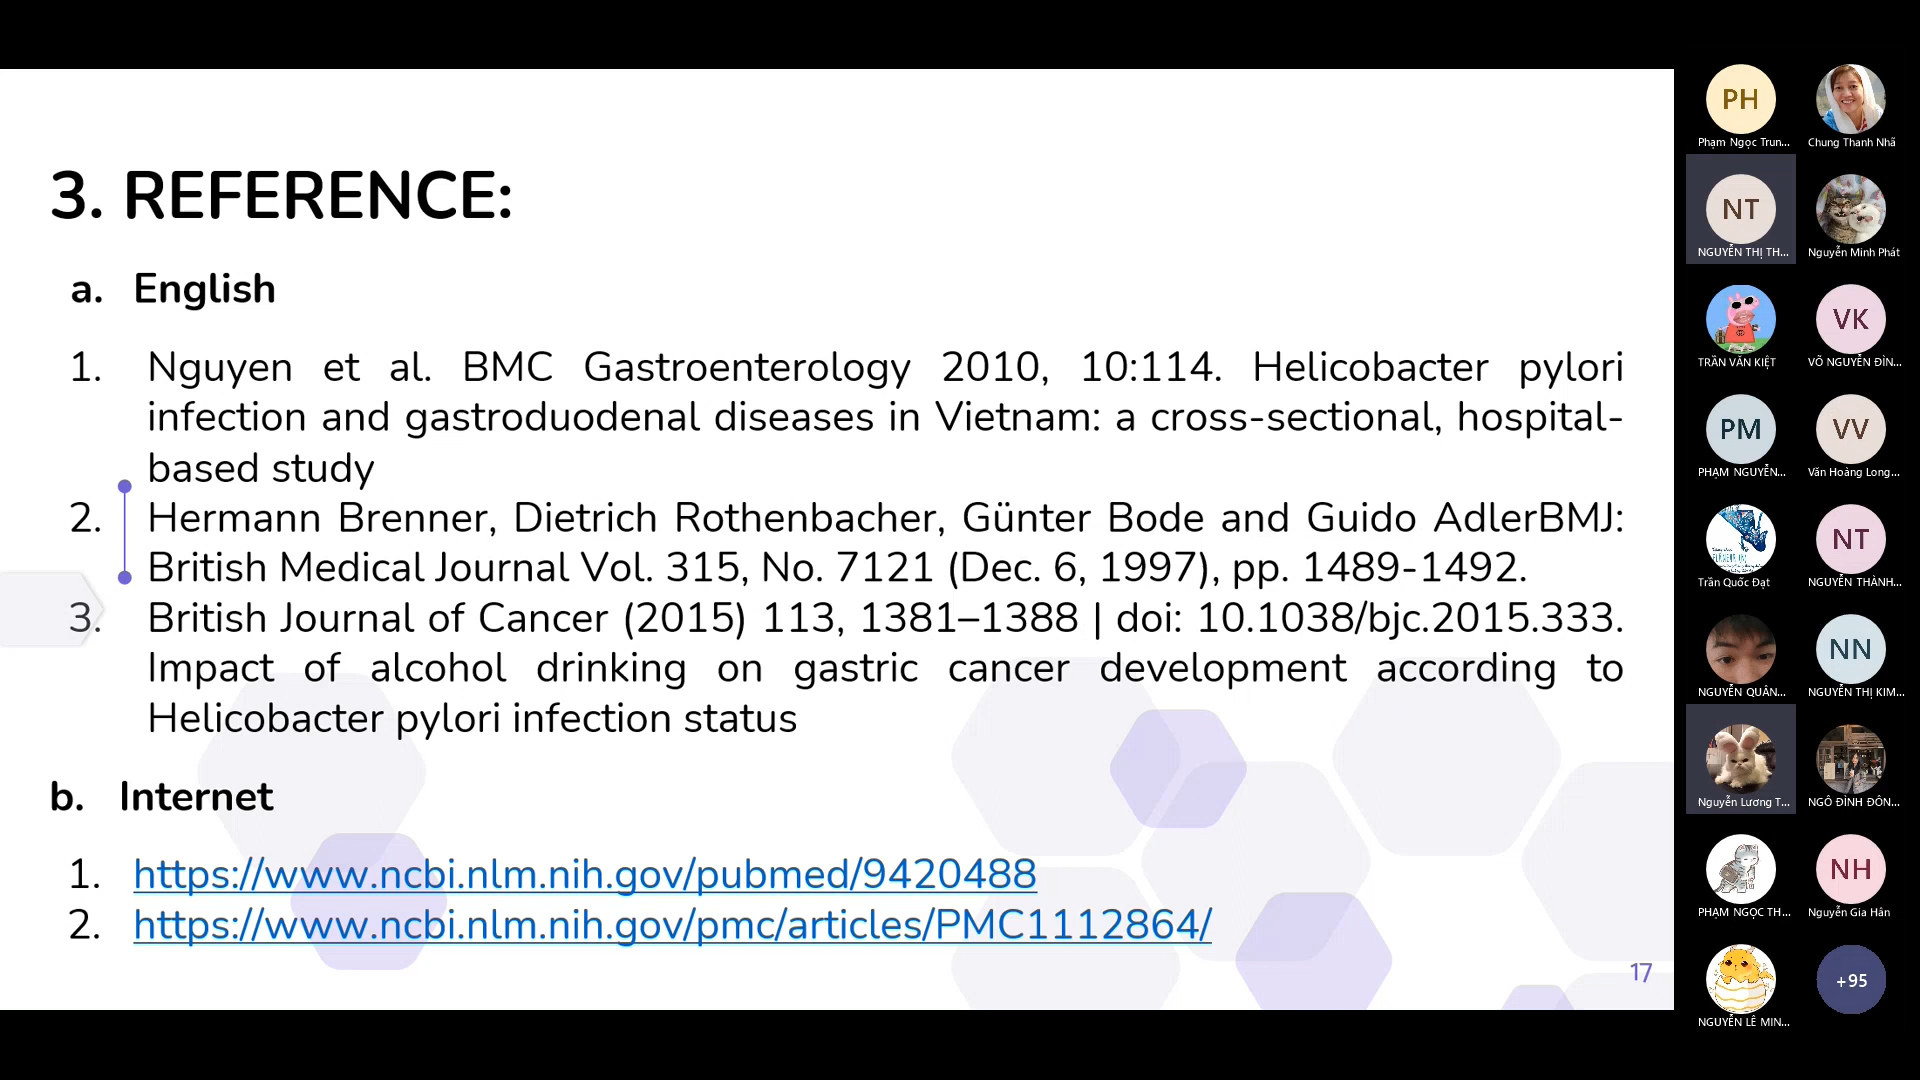 3. REFERENCE:
a. English
1. Nguyen et al. BMC Gastroenterology 2010, 10:114. Helicobacter pylori
infection and gastroduodenal diseases in Vietnam: a cross-sectional, hospital-
based study
2. Hermann Brenner, Dietrich Rothenbacher, Günter Bode and Guido AdlerBMJ:
British Medical Journal Vol. 315, No. 7121 (Dec. 6, 1997), pp. 1489-1492.
3. British Journal of Cancer (2015) 113, 1381–1388 | doi: 10.1038/bjc.2015.333.
Impact of alcohol drinking on gastric cancer development according to
Helicobacter pylori infection status
b. Internet
1. https://www.ncbi.nlm.nih.gov/pubmed/9420488
2. https://www.ncbi.nlm.nih.gov/pmc/articles/PMC1112864/
17
PH
Phạm Ngọc Trun...
Chung Thanh Nhã
NT
NGUYỄN THỊ TH...
Nguyễn Minh Phát
TRẦN VĂN KIỆT
VK
VÕ NGUYỄN ĐÌN...
PM
PHẠM NGUYỄN...
VV
Văn Hoàng Long...
Trần Quốc Đạt
NT
NGUYỄN THÀNH...
NGUYỄN QUÂN...
NN
NGUYỄN THỊ KIM...
Nguyễn Lương T...
NGÔ ĐÌNH ĐÔN...
PHẠM NGỌC TH...
NH
Nguyễn Gia Hân
NGUYỄN LÊ MIN...
+95